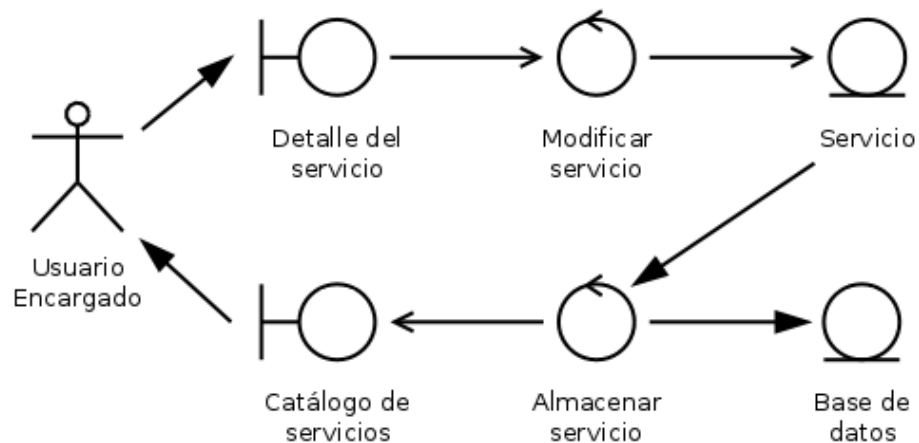 Detalle del
servicio
Modificar
servicio
Servicio
Usuario
Encargado
Catálogo de
servicios
Almacenar
servicio
Base de
datos